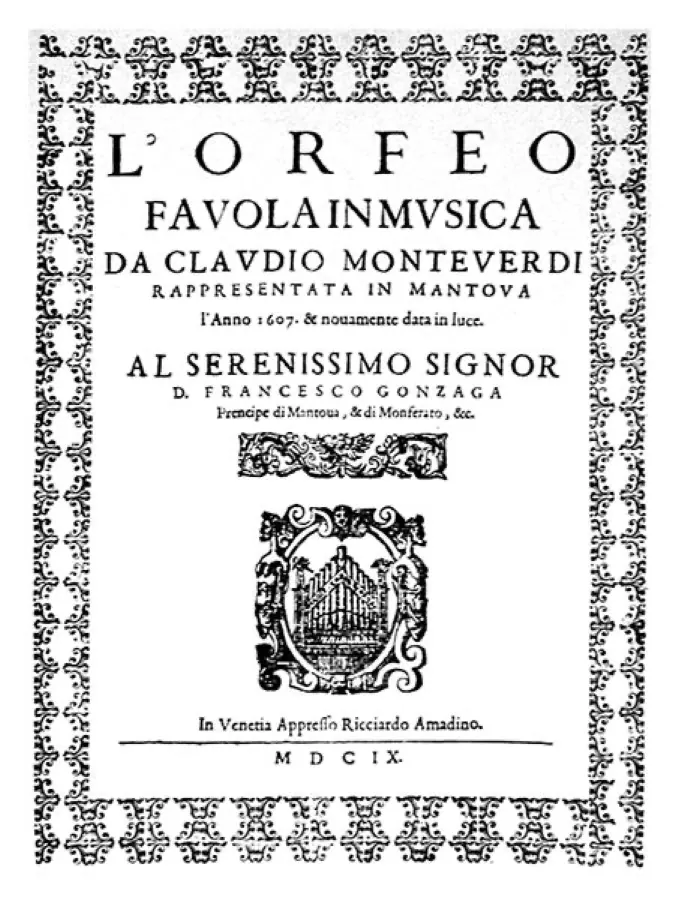 L'ORFEO
FAVOLA IN MVSICA
DA CLAVDIO MONTEVERDI
RAPPRESENTATA IN MANTOVA
l'Anno 1607. & nouamente data in luce.
AL SERENISSIMO SIGNOR
D. FRANCESCO GONZAGA
Prencipe di Mantoua, & di Monferato, &c.
In Venetia Appresso Ricciardo Amadino.
M D C IX.